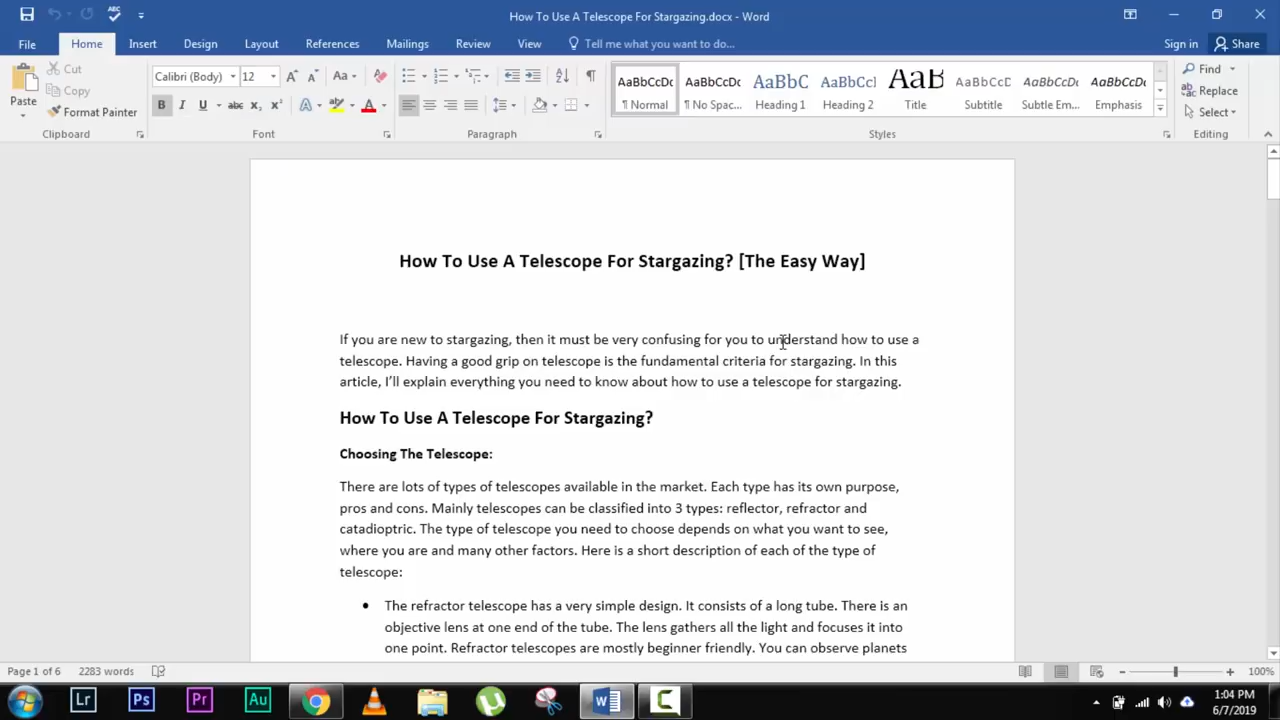 How To Use A Telescope For Stargazing.docx - Word
File Home Insert Design Layout References Mailings Review View Tell me what you want to do... Sign in Share
Paste Cut Copy Format Painter
Calibri (Body) 12
AaBbCcDc AaBbCcDc AaBbC AaBbCcI AaB AaBbCcD AaBbCcDc AaBbCcDc
¶ Normal ¶ No Spac... Heading 1 Heading 2 Title Subtitle Subtle Em... Emphasis
Find Replace Select
Clipboard Font Paragraph Styles Editing
How To Use A Telescope For Stargazing? [The Easy Way]
If you are new to stargazing, then it must be very confusing for you to understand how to use a
telescope. Having a good grip on telescope is the fundamental criteria for stargazing. In this
article, I’ll explain everything you need to know about how to use a telescope for stargazing.
How To Use A Telescope For Stargazing?
Choosing The Telescope:
There are lots of types of telescopes available in the market. Each type has its own purpose,
pros and cons. Mainly telescopes can be classified into 3 types: reflector, refractor and
catadioptric. The type of telescope you need to choose depends on what you want to see,
where you are and many other factors. Here is a short description of each of the type of
telescope:
• The refractor telescope has a very simple design. It consists of a long tube. There is an
objective lens at one end of the tube. The lens gathers all the light and focuses it into
one point. Refractor telescopes are mostly beginner friendly. You can observe planets
Page 1 of 6 2283 words 100%
Lr Ps Pr Au
1:04 PM
6/7/2019